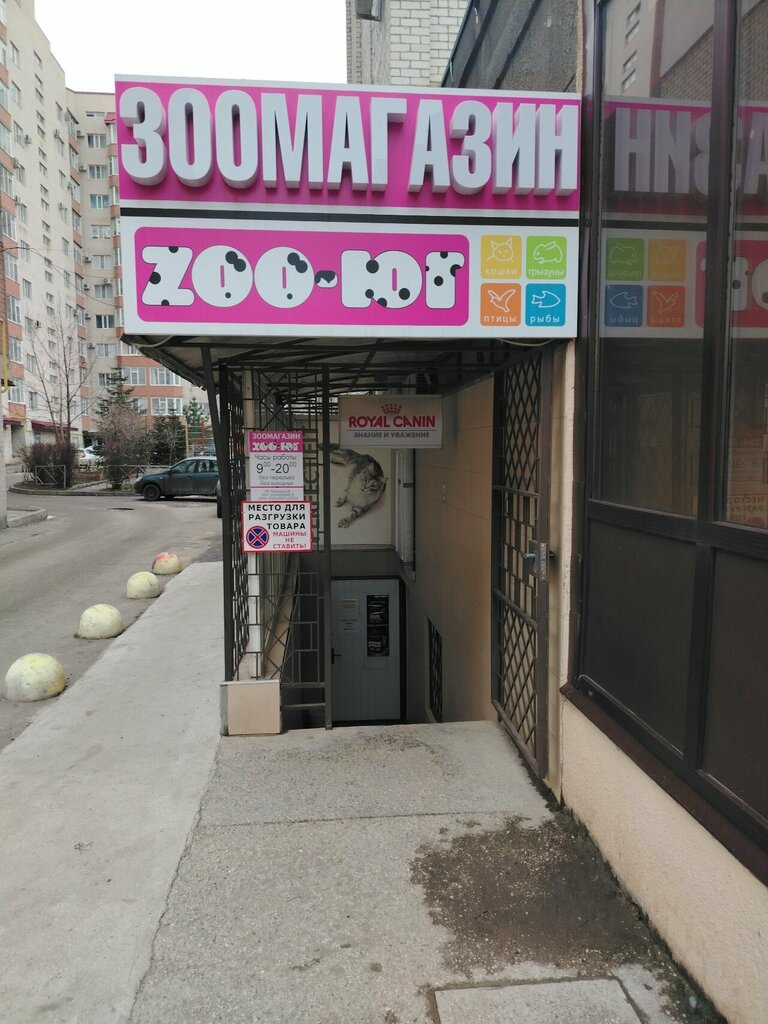 ЗООМАГАЗИН
ZOO-ЮГ
кошки
грызуны
птицы
рыбы
ROYAL CANIN
ЗНАНИЕ И УВАЖЕНИЕ
ЗООМАГАЗИН
ZOO-ЮГ
Часы работы:
9⁰⁰-20⁰⁰
без перерыва
без выходных
МЕСТО ДЛЯ
РАЗГРУЗКИ
ТОВАРА
МАШИНЫ
НЕ
СТАВИТЬ!